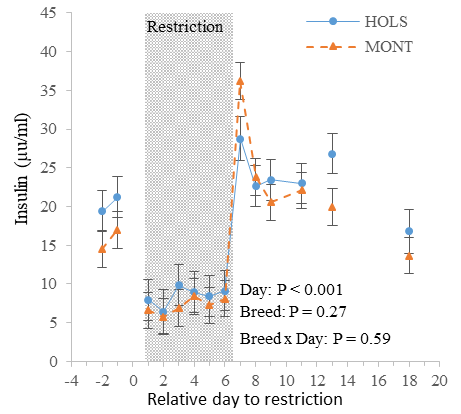 45
40
35
30
25
20
15
10
5
0
Insulin (µu/ml)
Restriction
HOLS
MONT
Day: P < 0.001
Breed: P = 0.27
Breed x Day: P = 0.59
-4 -2 0 2 4 6 8 10 12 14 16 18 20
Relative day to restriction